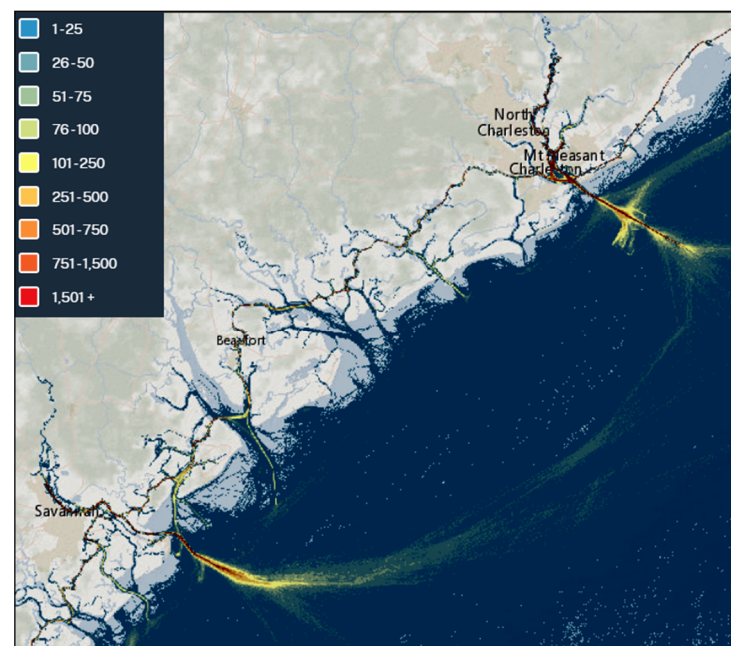 1-25
26-50
51-75
76-100
101-250
251-500
501-750
751-1,500
1,501 +
North
Charleston
Mt Pleasant
Charleston
Beaufort
Savannah